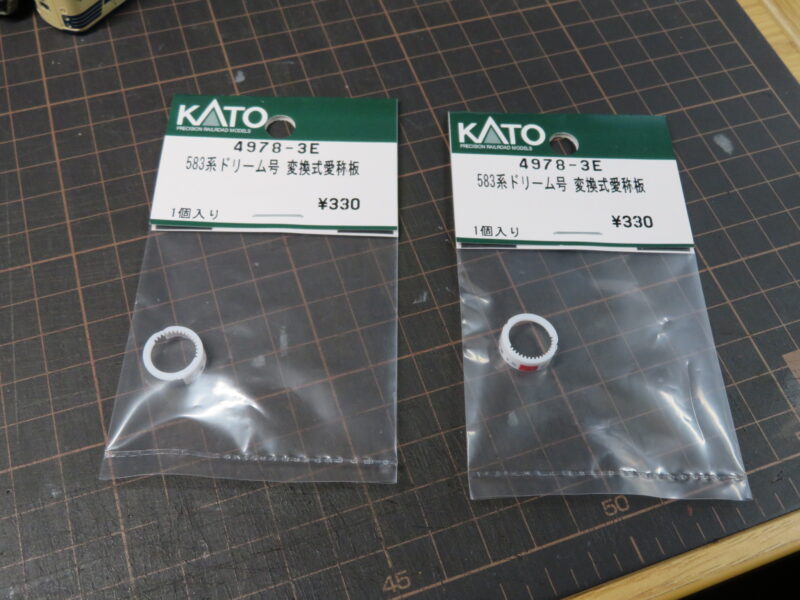 KATO
PRECISION RAILROAD MODELS
4978-3E
583系ドリーム号 変換式愛称板
¥330
1個入り
KATO
PRECISION RAILROAD MODELS
4978-3E
583系ドリーム号 変換式愛称板
¥330
1個入り
45
50